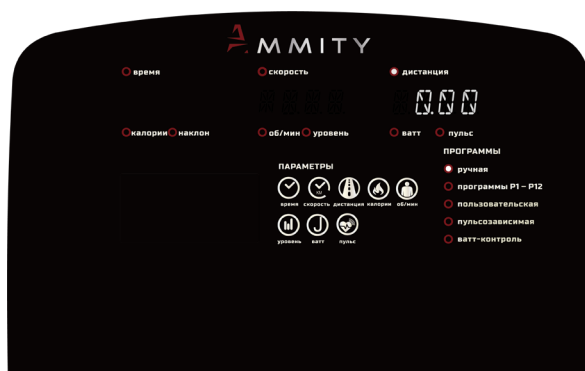 AMMITY
время скорость дистанция
0.00
калории наклон об/мин уровень ватт пульс
ПРОГРАММЫ
ручная
программы P1 – P12
пользовательская
пульсозависимая
ватт-контроль
ПАРАМЕТРЫ
время скорость дистанция калории об/мин
уровень ватт пульс